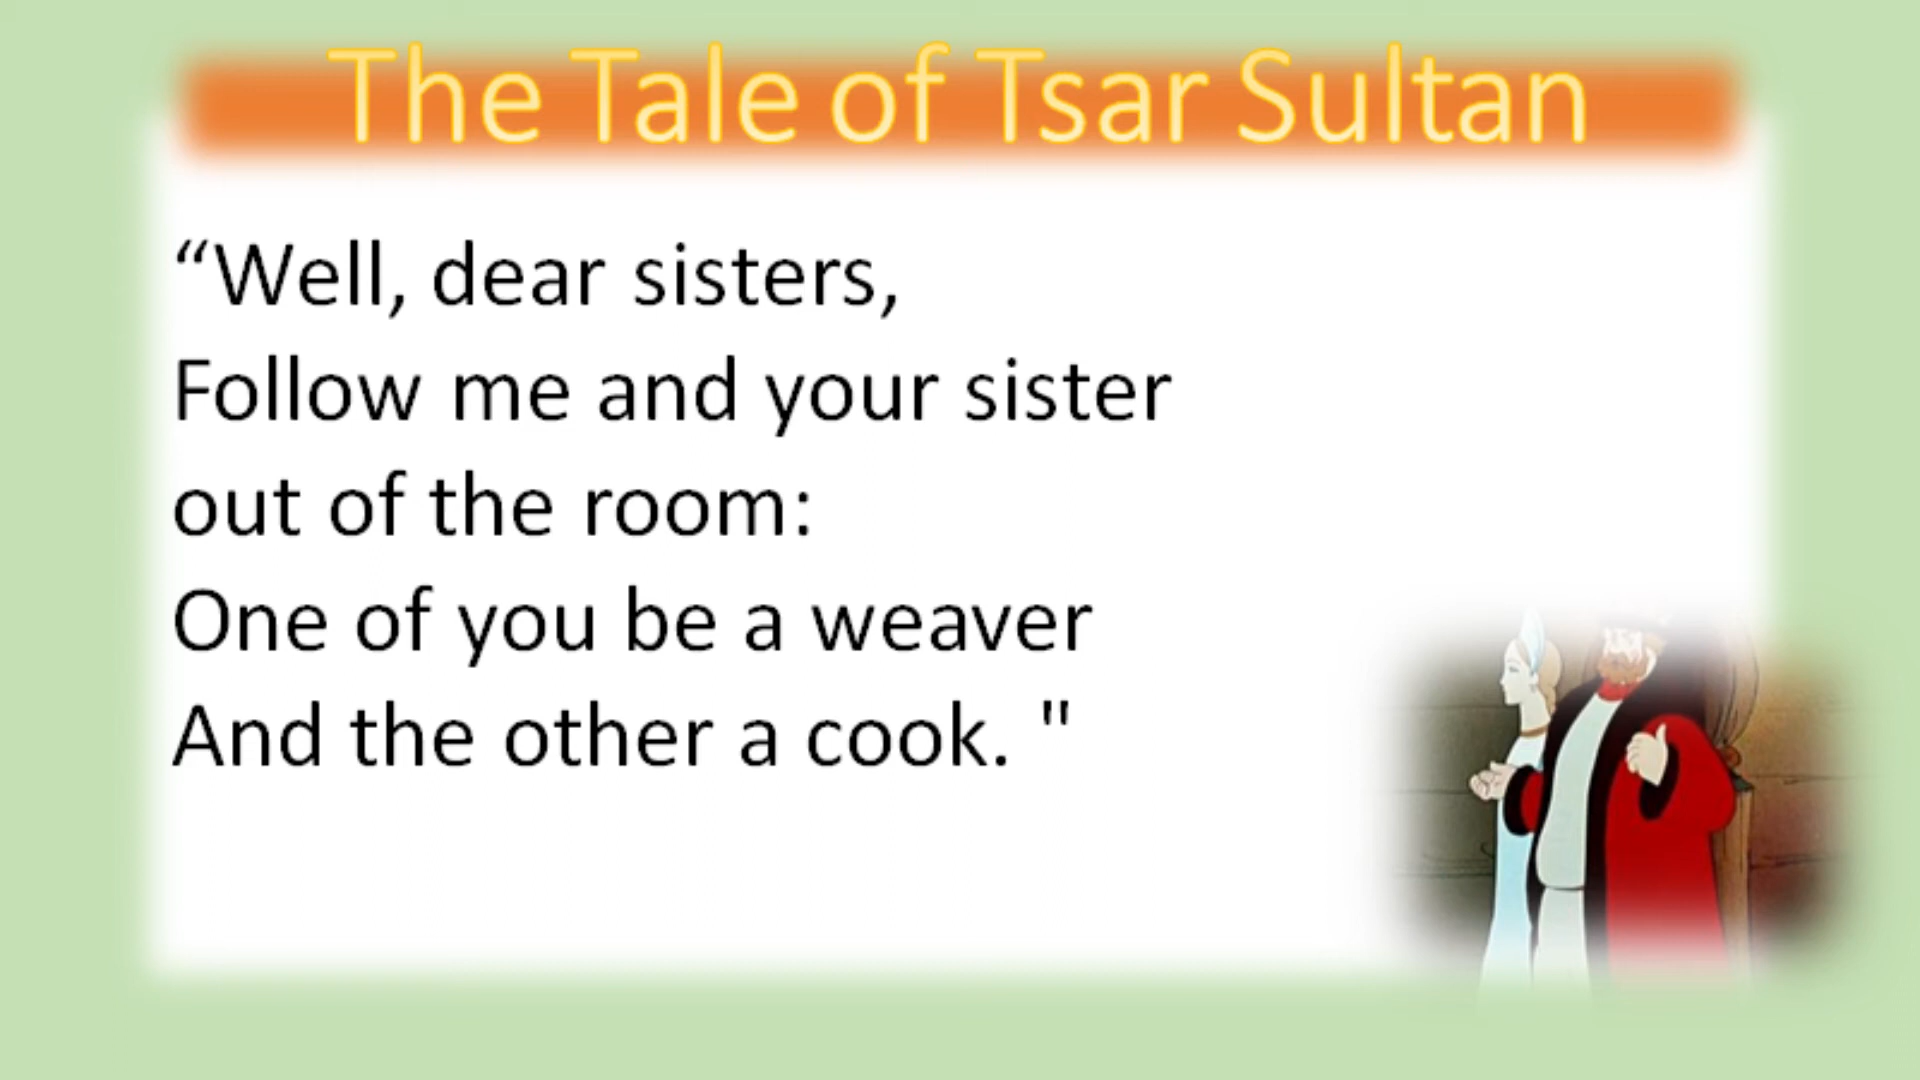 The Tale of Tsar Sultan
“Well, dear sisters,
Follow me and your sister
out of the room:
One of you be a weaver
And the other a cook. "